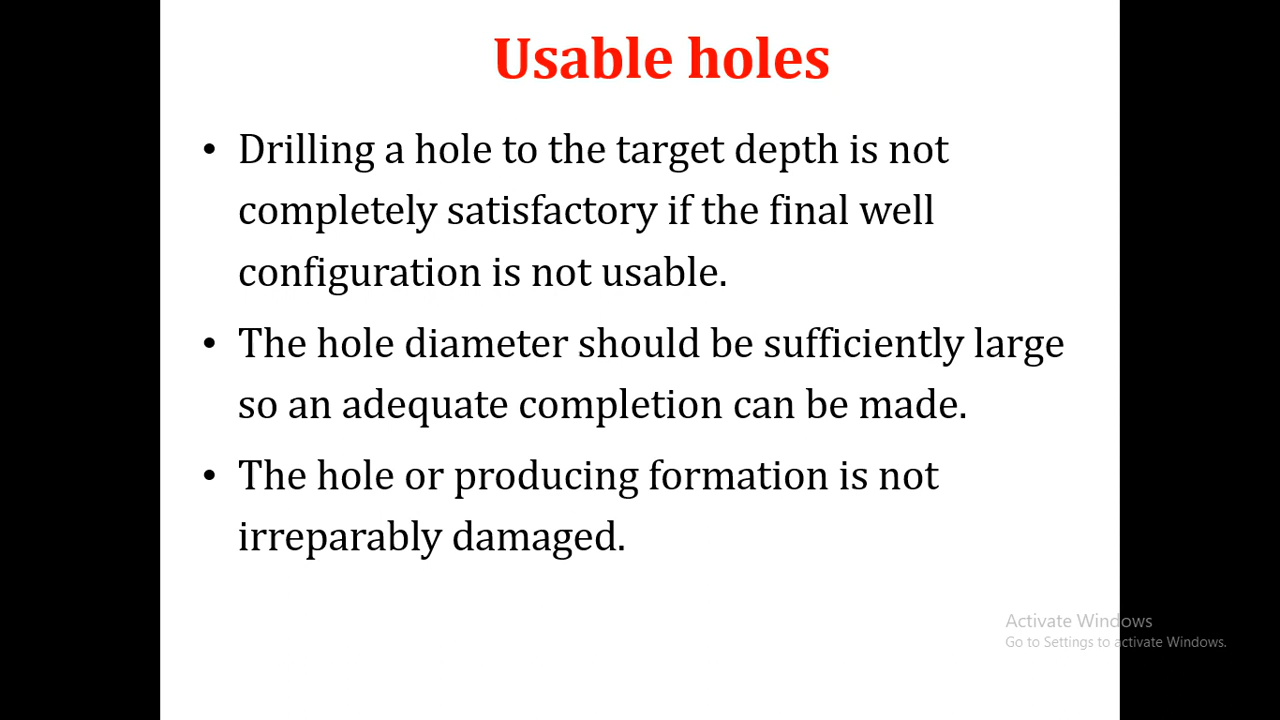 Usable holes
• Drilling a hole to the target depth is not
completely satisfactory if the final well
configuration is not usable.
• The hole diameter should be sufficiently large
so an adequate completion can be made.
• The hole or producing formation is not
irreparably damaged.
Activate Windows
Go to Settings to activate Windows.